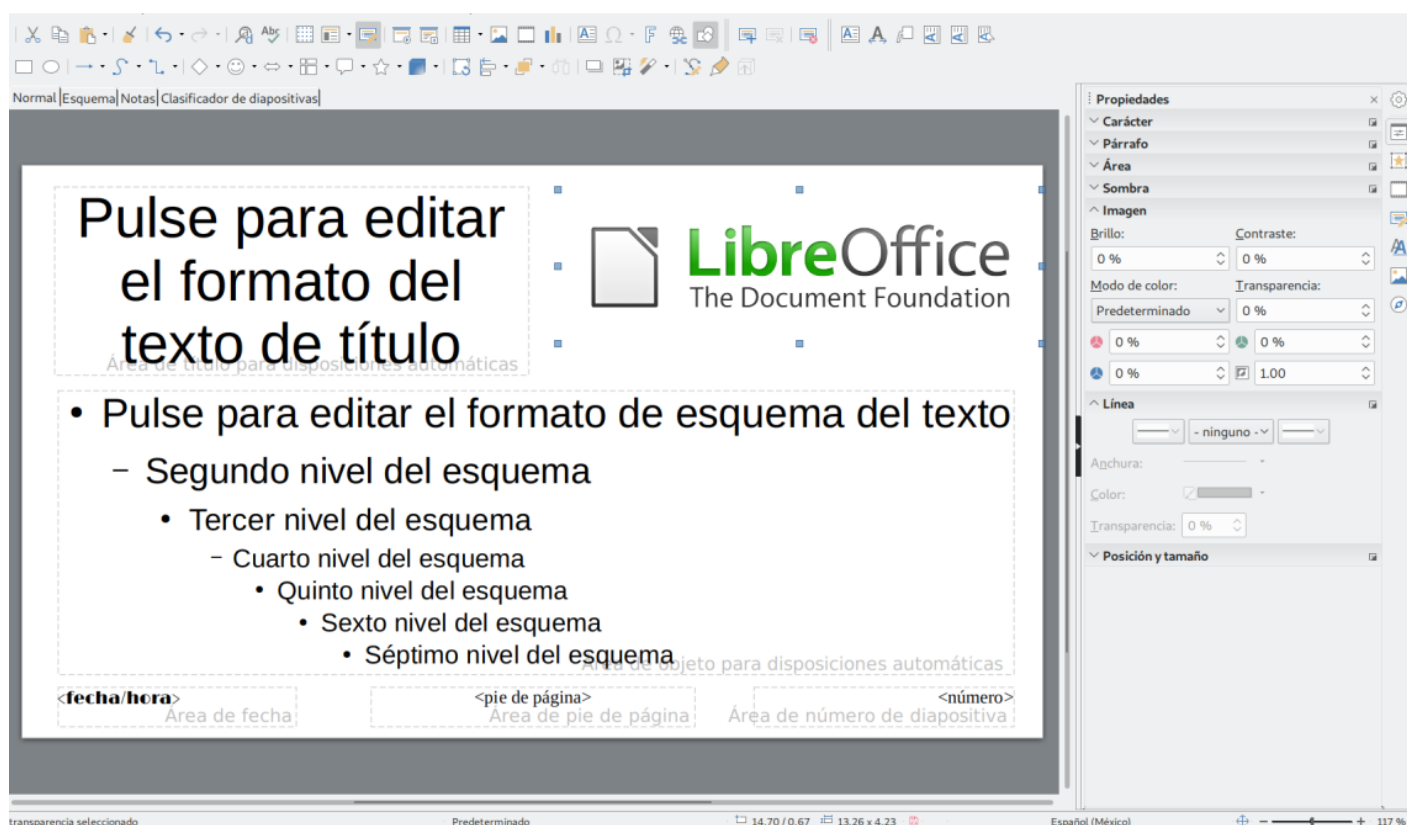 Normal Esquema Notas Clasificador de diapositivas
Pulse para editar
el formato del
texto de título
Área de título para disposiciones automáticas
LibreOffice
The Document Foundation
• Pulse para editar el formato de esquema del texto
– Segundo nivel del esquema
• Tercer nivel del esquema
– Cuarto nivel del esquema
• Quinto nivel del esquema
• Sexto nivel del esquema
• Séptimo nivel del esquema
Área de objeto para disposiciones automáticas
<fecha/hora>
Área de fecha
<pie de página>
Área de pie de página
<número>
Área de número de diapositiva
Propiedades
Carácter
Párrafo
Área
Sombra
Imagen
Brillo: Contraste:
0 % 0 %
Modo de color: Transparencia:
Predeterminado 0 %
0 % 0 %
0 % 1.00
Línea
- ninguno -
Anchura:
Color:
Transparencia: 0 %
Posición y tamaño
transparencia seleccionado Predeterminado 14.70 / 0.67 13.26 x 4.23 Español (México) 117 %